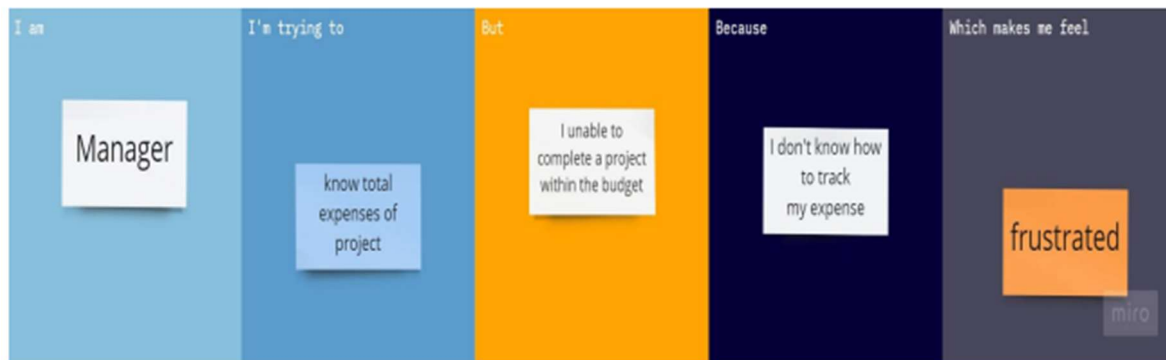 I am
Manager
I'm trying to
know total
expenses of
project
But
I unable to
complete a project
within the budget
Because
I don't know how
to track
my expense
Which makes me feel
frustrated
miro